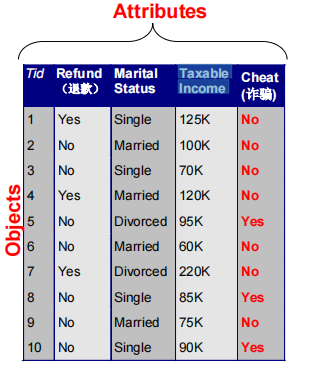 Attributes
Objects
Tid Refund Marital Taxable Cheat
(退款) Status Income (诈骗)
1 Yes Single 125K No
2 No Married 100K No
3 No Single 70K No
4 Yes Married 120K No
5 No Divorced 95K Yes
6 No Married 60K No
7 Yes Divorced 220K No
8 No Single 85K Yes
9 No Married 75K No
10 No Single 90K Yes